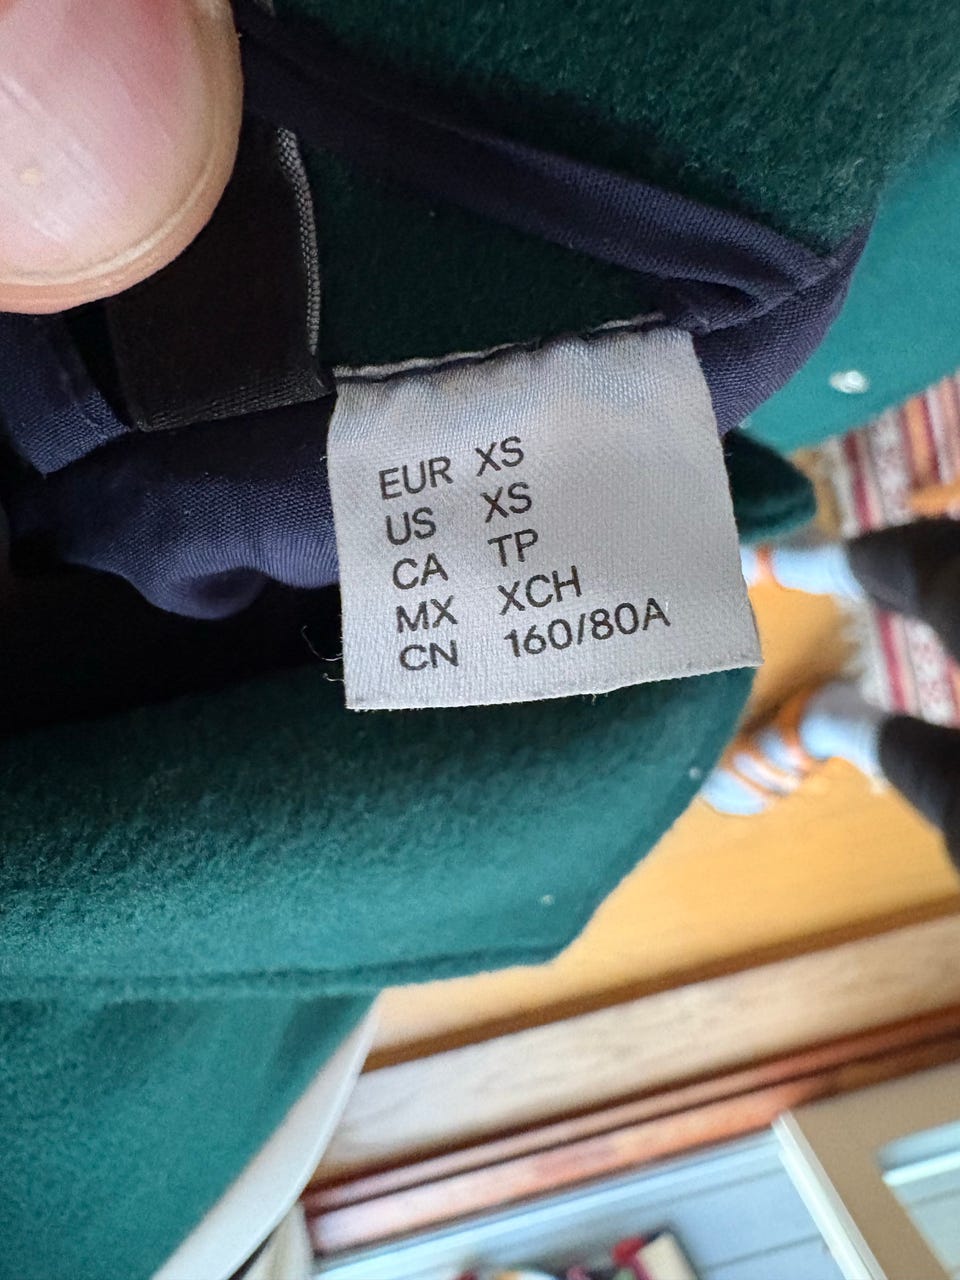 EUR XS
US XS
CA TP
MX XCH
CN 160/80A